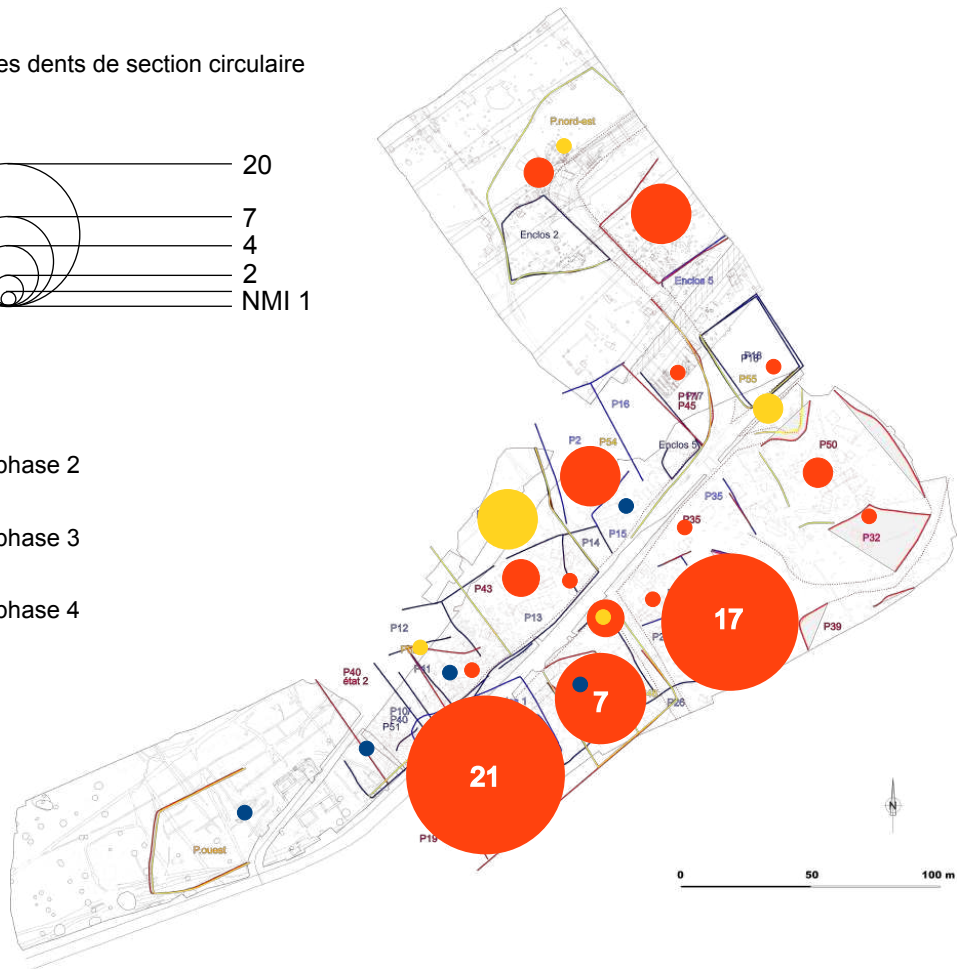 es dents de section circulaire
20
7
4
2
NMI 1
phase 2
phase 3
phase 4
P.nord-est
Enclos 2
Enclos 5
P18
P55
P16
P45
P2
P54
Enclos 5
P50
P35
P15
P35
P32
P14
P43
P13
17
P39
P12
P11
P40
état 2
P10
P40
P51
7
P26
21
P19
P.ouest
N
0 50 100 m